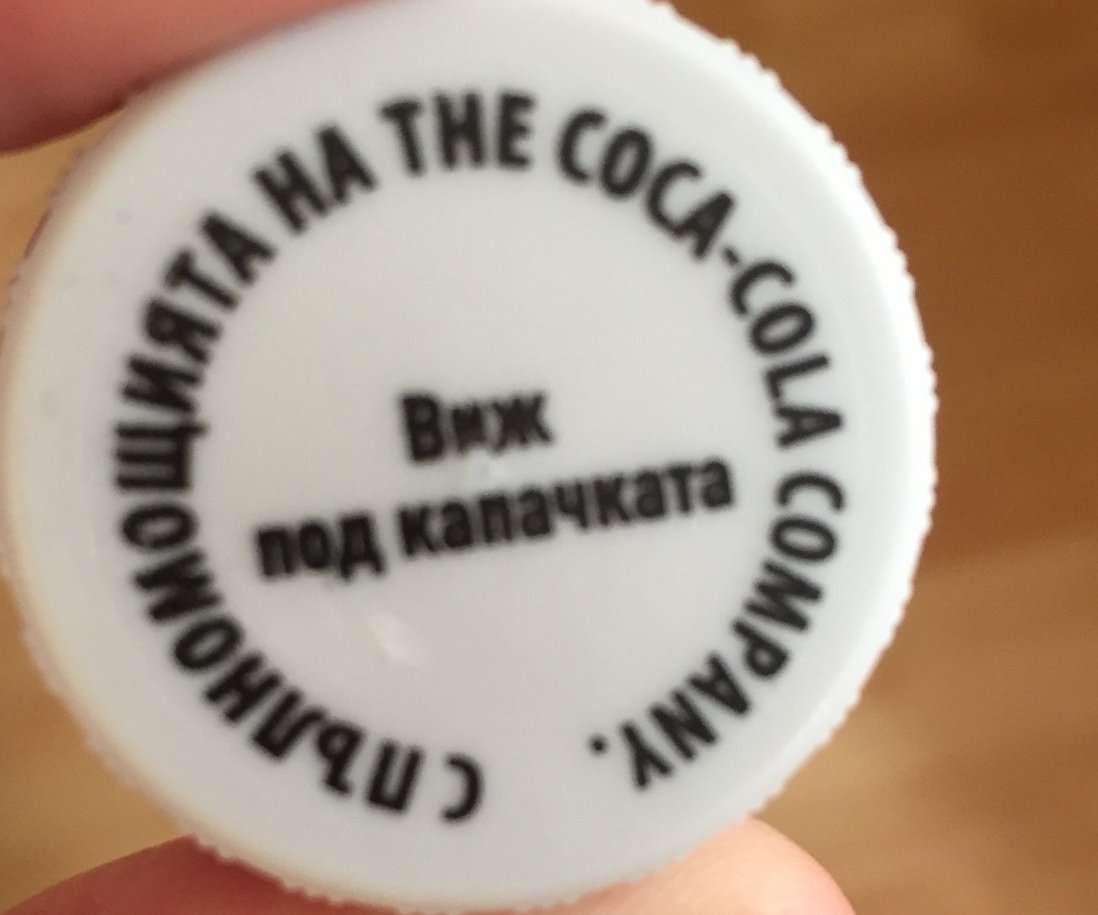 С ПЪЛНОМОЩИЯТА НА THE COCA-COLA COMPANY.
Виж
под капачката